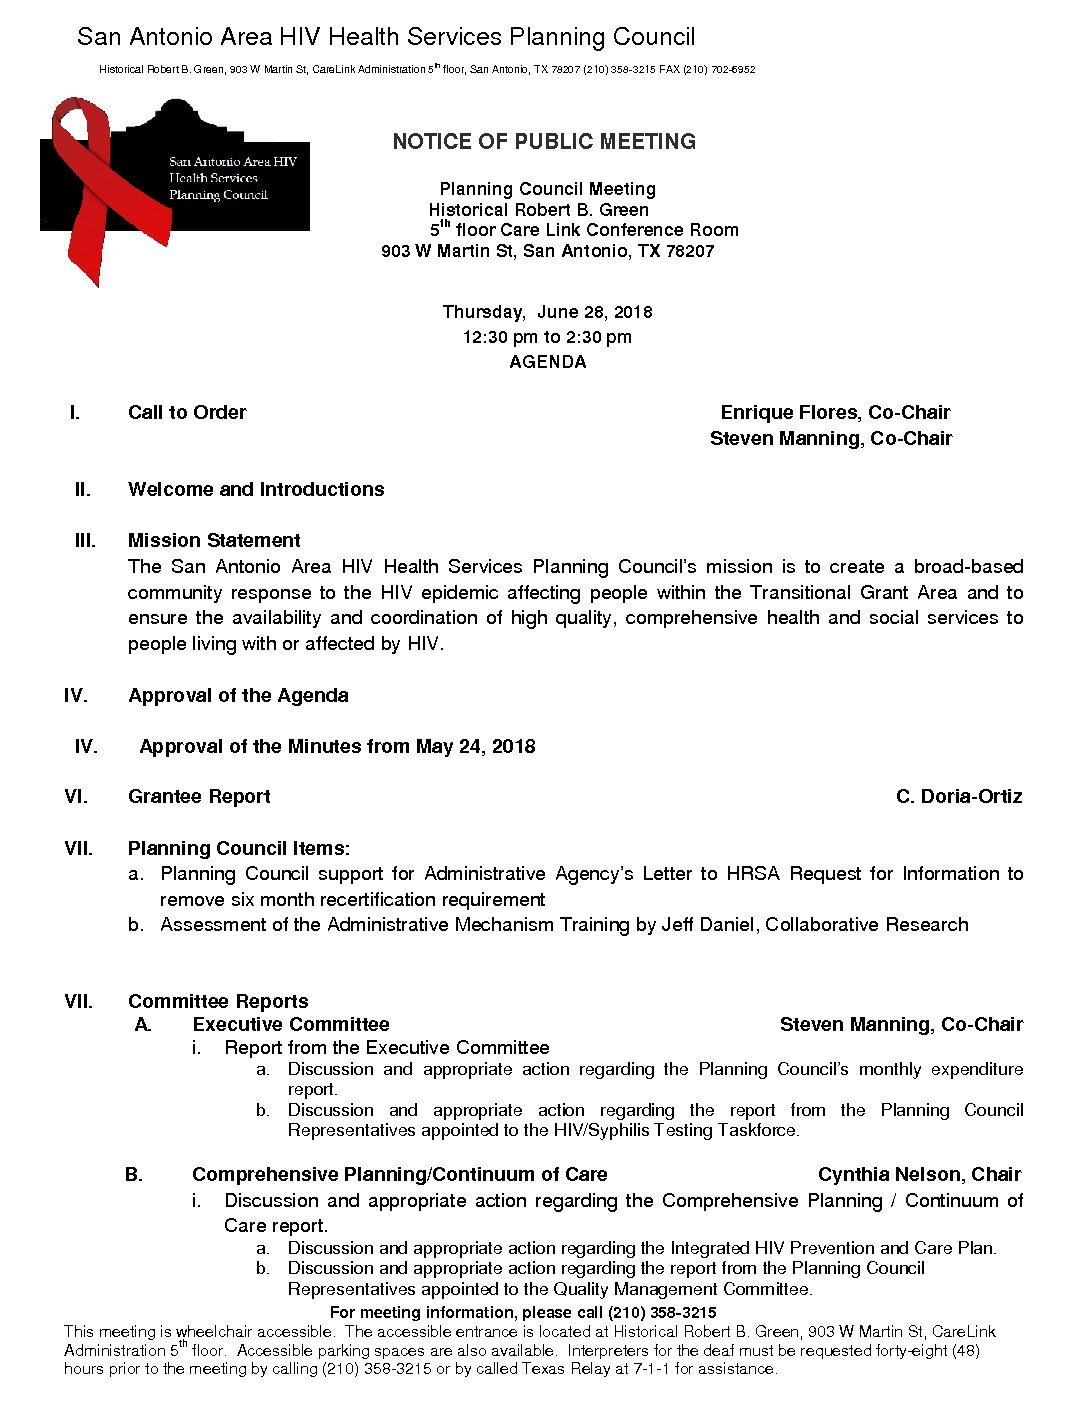 San Antonio Area HIV Health Services Planning Council
Historical Robert B. Green, 903 W Martin St, CareLink Administration 5th floor, San Antonio, TX 78207 (210) 358-3215 FAX (210) 702-6952
San Antonio Area HIV
Health Services
Planning Council
NOTICE OF PUBLIC MEETING
Planning Council Meeting
Historical Robert B. Green
5th floor Care Link Conference Room
903 W Martin St, San Antonio, TX 78207
Thursday, June 28, 2018
12:30 pm to 2:30 pm
AGENDA
I. Call to Order Enrique Flores, Co-Chair
Steven Manning, Co-Chair
II. Welcome and Introductions
III. Mission Statement
The San Antonio Area HIV Health Services Planning Council's mission is to create a broad-based
community response to the HIV epidemic affecting people within the Transitional Grant Area and to
ensure the availability and coordination of high quality, comprehensive health and social services to
people living with or affected by HIV.
IV. Approval of the Agenda
IV. Approval of the Minutes from May 24, 2018
VI. Grantee Report C. Doria-Ortiz
VII. Planning Council Items:
a. Planning Council support for Administrative Agency's Letter to HRSA Request for Information to
remove six month recertification requirement
b. Assessment of the Administrative Mechanism Training by Jeff Daniel, Collaborative Research
VII. Committee Reports
A. Executive Committee Steven Manning, Co-Chair
i. Report from the Executive Committee
a. Discussion and appropriate action regarding the Planning Council's monthly expenditure
report.
b. Discussion and appropriate action regarding the report from the Planning Council
Representatives appointed to the HIV/Syphilis Testing Taskforce.
B. Comprehensive Planning/Continuum of Care Cynthia Nelson, Chair
i. Discussion and appropriate action regarding the Comprehensive Planning / Continuum of
Care report.
a. Discussion and appropriate action regarding the Integrated HIV Prevention and Care Plan.
b. Discussion and appropriate action regarding the report from the Planning Council
Representatives appointed to the Quality Management Committee.
For meeting information, please call (210) 358-3215
This meeting is wheelchair accessible. The accessible entrance is located at Historical Robert B. Green, 903 W Martin St, CareLink
Administration 5th floor. Accessible parking spaces are also available. Interpreters for the deaf must be requested forty-eight (48)
hours prior to the meeting by calling (210) 358-3215 or by called Texas Relay at 7-1-1 for assistance.